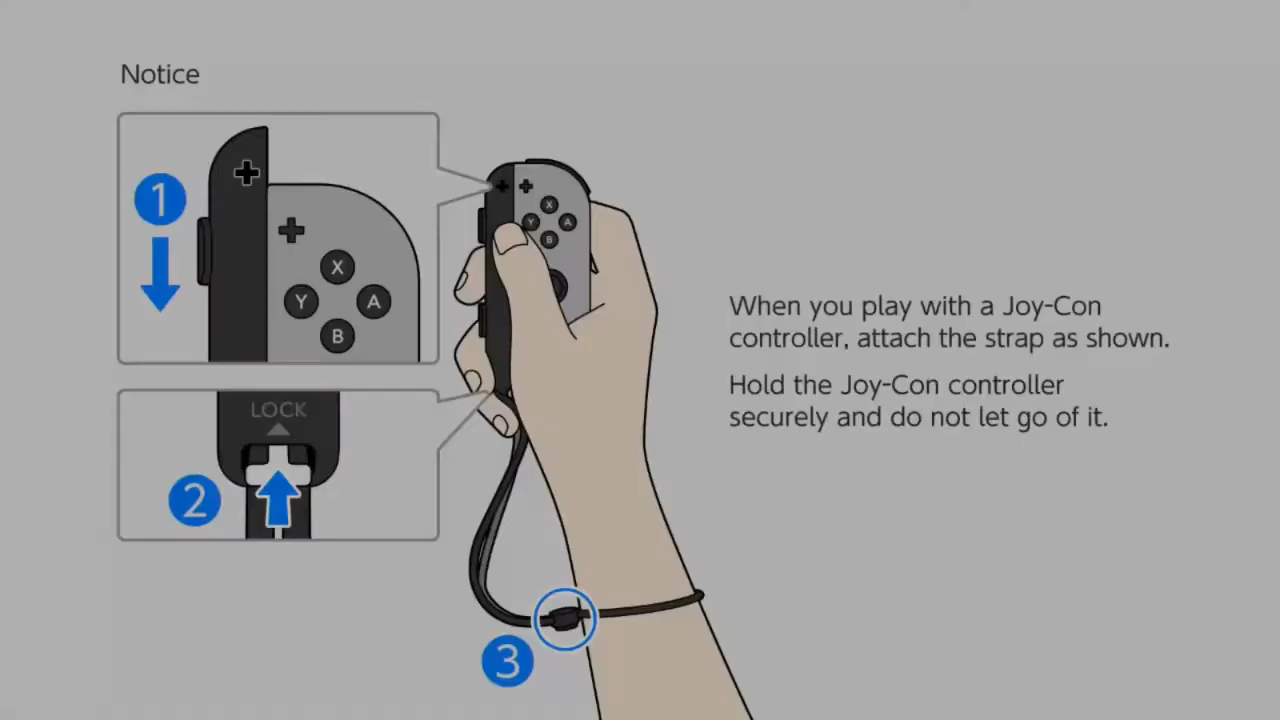 Notice
1
X
Y
A
B
LOCK
2
X
Y
A
B
3
When you play with a Joy-Con
controller, attach the strap as shown.
Hold the Joy-Con controller
securely and do not let go of it.